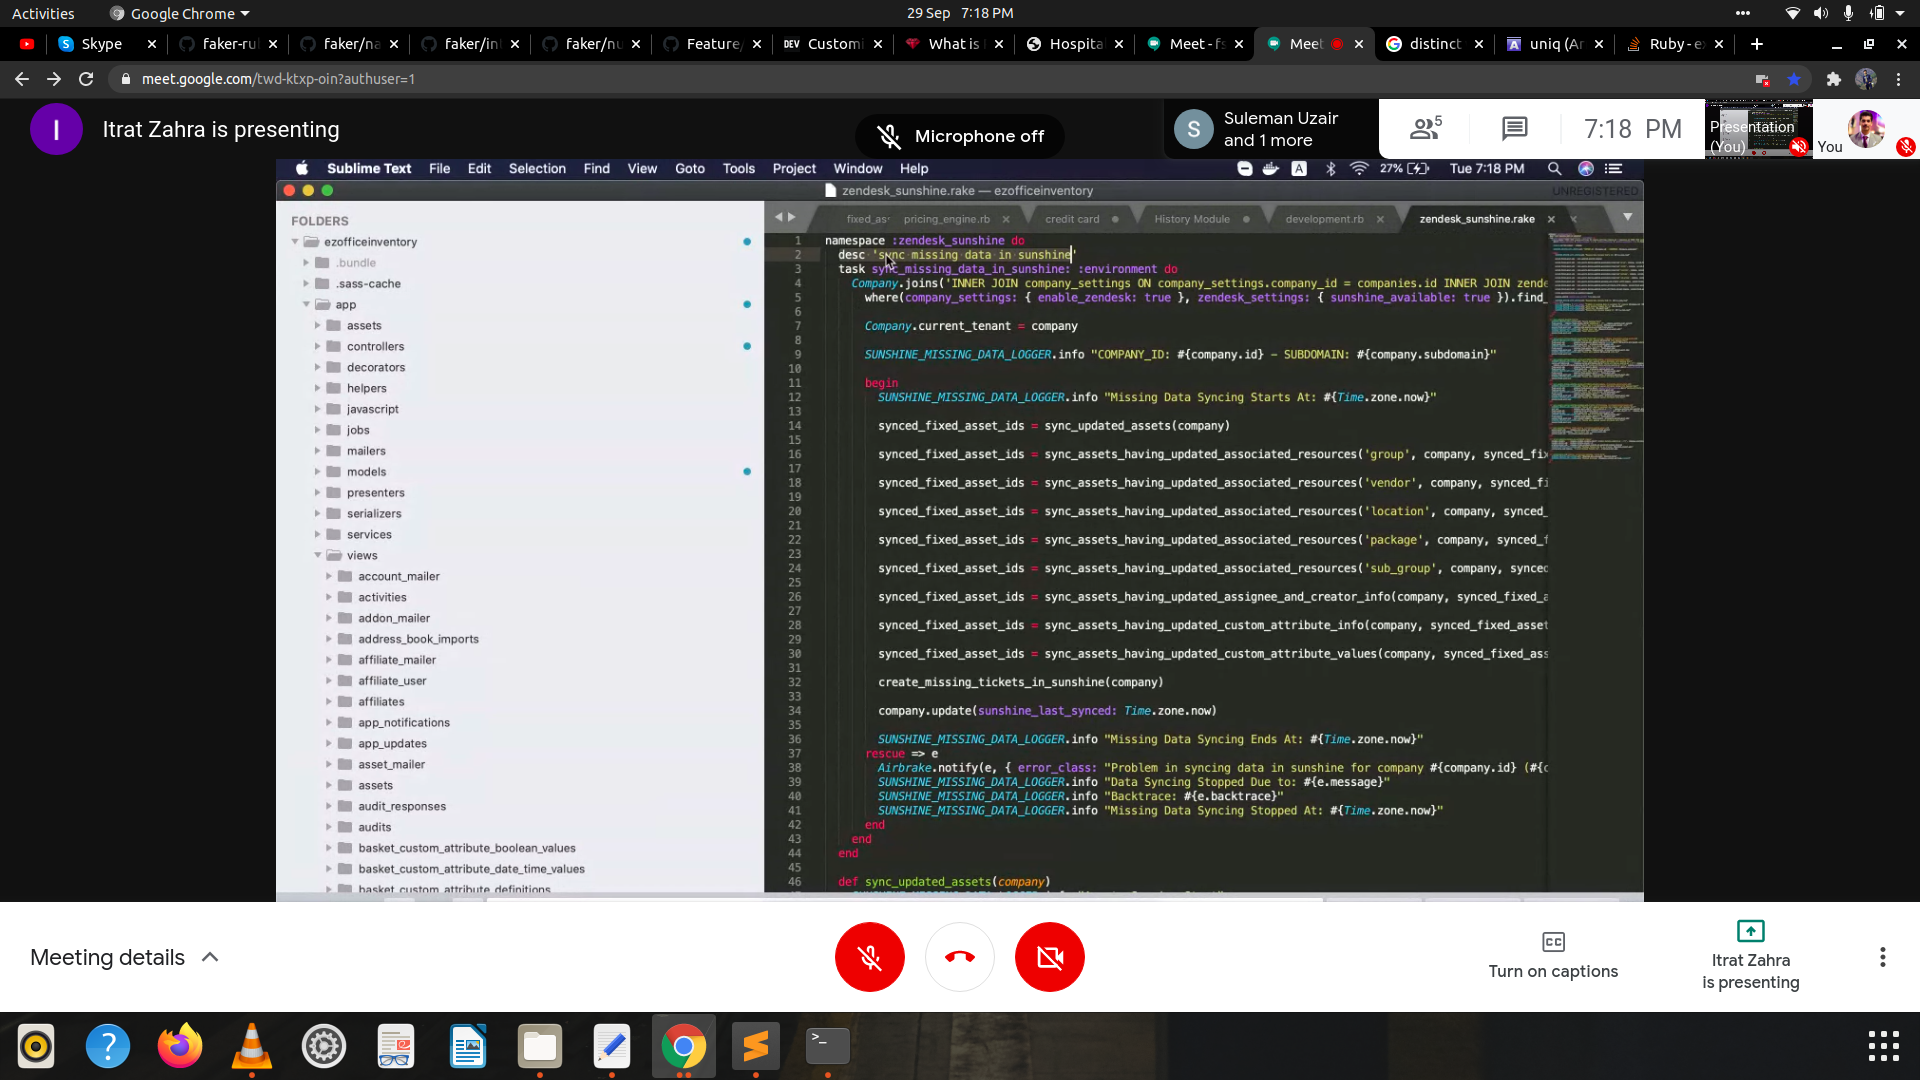 Activities
Google Chrome
29 Sep 7:18 PM
Skype
faker-ru
faker/na
faker/in
faker/nu
Feature/
DEV Customi
What is
Hospita
Meet - fs
Meet
distinct
uniq (Ar
Ruby - e
meet.google.com/twd-ktxp-oin?authuser=1
I
Itrat Zahra is presenting
Microphone off
S
Suleman Uzair
and 1 more
5
7:18 PM
Presentation
(You)
You
Sublime Text File Edit Selection Find View Goto Tools Project Window Help
A
27%
Tue 7:18 PM
zendesk_sunshine.rake — ezofficeinventory
UNREGISTERED
FOLDERS
ezofficeinventory
.bundle
.sass-cache
app
assets
controllers
decorators
helpers
javascript
jobs
mailers
models
presenters
serializers
services
views
account_mailer
activities
addon_mailer
address_book_imports
affiliate_mailer
affiliate_user
affiliates
app_notifications
app_updates
asset_mailer
assets
audit_responses
audits
basket_custom_attribute_boolean_values
basket_custom_attribute_date_time_values
basket_custom_attribute_definitions
fixed_as
pricing_engine.rb
credit card
History Module
development.rb
zendesk_sunshine.rake
1 namespace :zendesk_sunshine do
2 desc 'sync missing data in sunshine'
3 task sync_missing_data_in_sunshine: :environment do
4 Company.joins('INNER JOIN company_settings ON company_settings.company_id = companies.id INNER JOIN zende
5 where(company_settings: { enable_zendesk: true }, zendesk_settings: { sunshine_available: true }).find_
6
7 Company.current_tenant = company
8
9 SUNSHINE_MISSING_DATA_LOGGER.info "COMPANY_ID: #{company.id} - SUBDOMAIN: #{company.subdomain}"
10
11 begin
12 SUNSHINE_MISSING_DATA_LOGGER.info "Missing Data Syncing Starts At: #{Time.zone.now}"
13
14 synced_fixed_asset_ids = sync_updated_assets(company)
15
16 synced_fixed_asset_ids = sync_assets_having_updated_associated_resources('group', company, synced_fix
17
18 synced_fixed_asset_ids = sync_assets_having_updated_associated_resources('vendor', company, synced_fi
19
20 synced_fixed_asset_ids = sync_assets_having_updated_associated_resources('location', company, synced_
21
22 synced_fixed_asset_ids = sync_assets_having_updated_associated_resources('package', company, synced_f
23
24 synced_fixed_asset_ids = sync_assets_having_updated_associated_resources('sub_group', company, synced
25
26 synced_fixed_asset_ids = sync_assets_having_updated_assignee_and_creator_info(company, synced_fixed_a
27
28 synced_fixed_asset_ids = sync_assets_having_updated_custom_attribute_info(company, synced_fixed_asset
29
30 synced_fixed_asset_ids = sync_assets_having_updated_custom_attribute_values(company, synced_fixed_ass
31
32 create_missing_tickets_in_sunshine(company)
33
34 company.update(sunshine_last_synced: Time.zone.now)
35
36 SUNSHINE_MISSING_DATA_LOGGER.info "Missing Data Syncing Ends At: #{Time.zone.now}"
37 rescue => e
38 Airbrake.notify(e, { error_class: "Problem in syncing data in sunshine for company #{company.id} (#{c
39 SUNSHINE_MISSING_DATA_LOGGER.info "Data Syncing Stopped Due to: #{e.message}"
40 SUNSHINE_MISSING_DATA_LOGGER.info "Backtrace: #{e.backtrace}"
41 SUNSHINE_MISSING_DATA_LOGGER.info "Missing Data Syncing Stopped At: #{Time.zone.now}"
42 end
43 end
44 end
45
46 def sync_updated_assets(company)
Meeting details
CC
Turn on captions
Itrat Zahra
is presenting